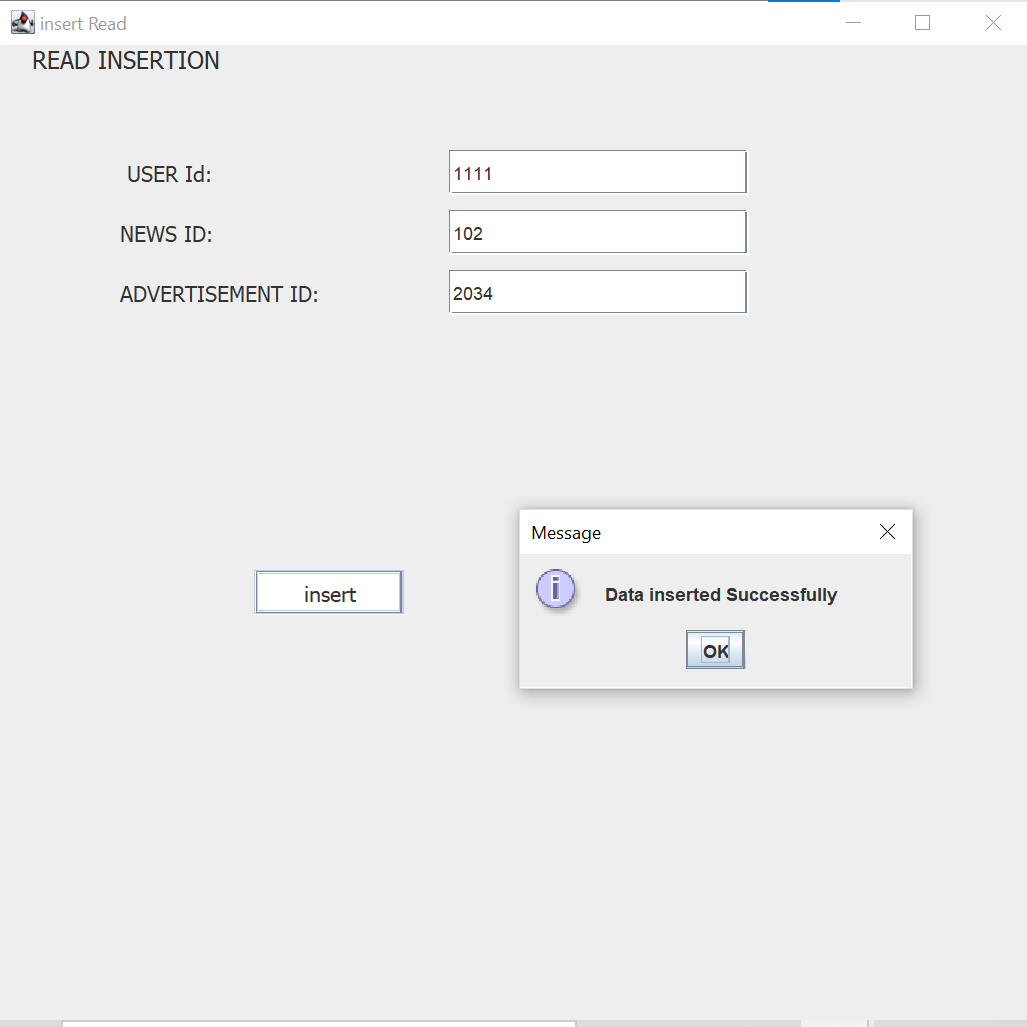 insert Read
READ INSERTION
USER Id:
1111
NEWS ID:
102
ADVERTISEMENT ID:
2034
Message
insert
i
Data inserted Successfully
OK